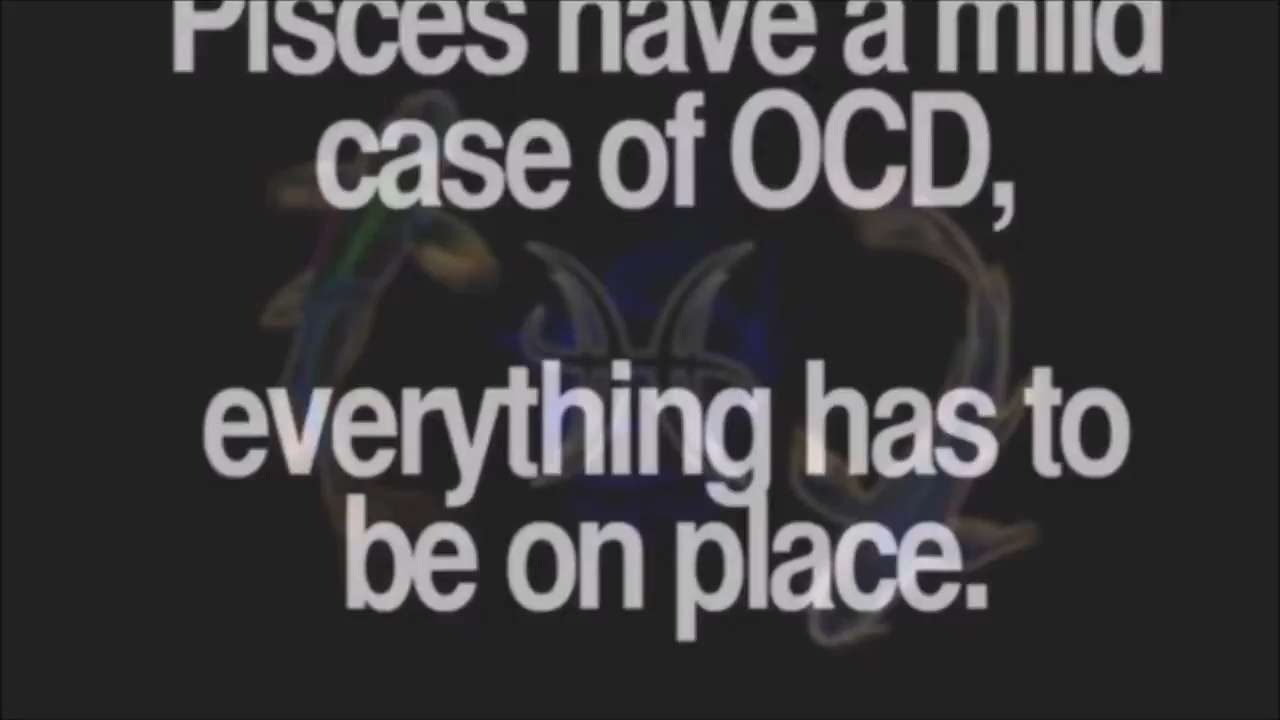 Pisces have a mild
case of OCD,
everything has to
be on place.